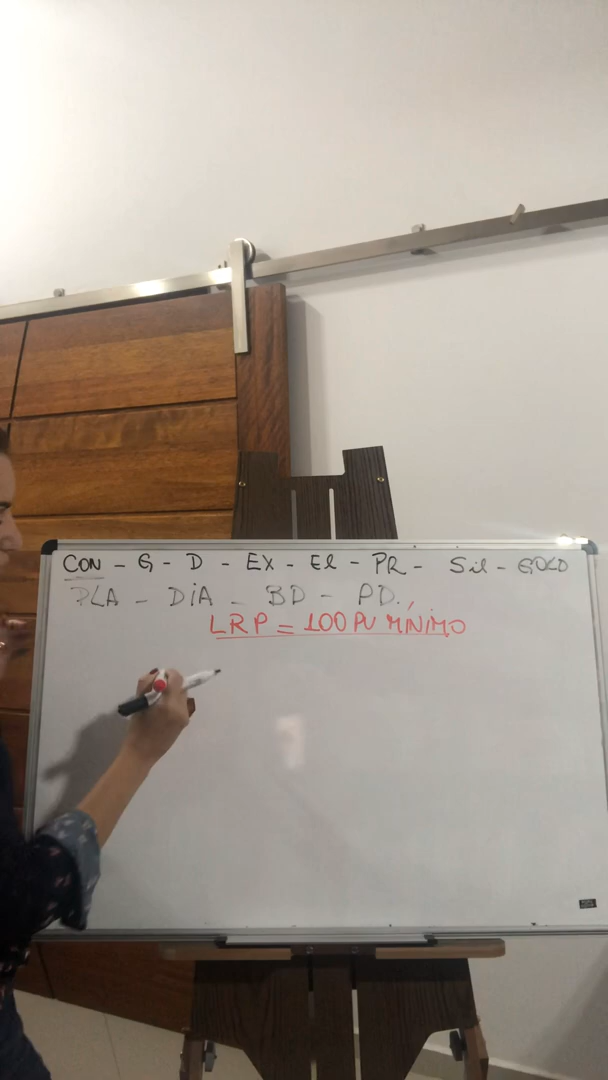 CON - G - D - EX - El - PR - Sil - GOLD
PLA - DIA - BD - PD.
LRP = 100 PV MÍNIMO